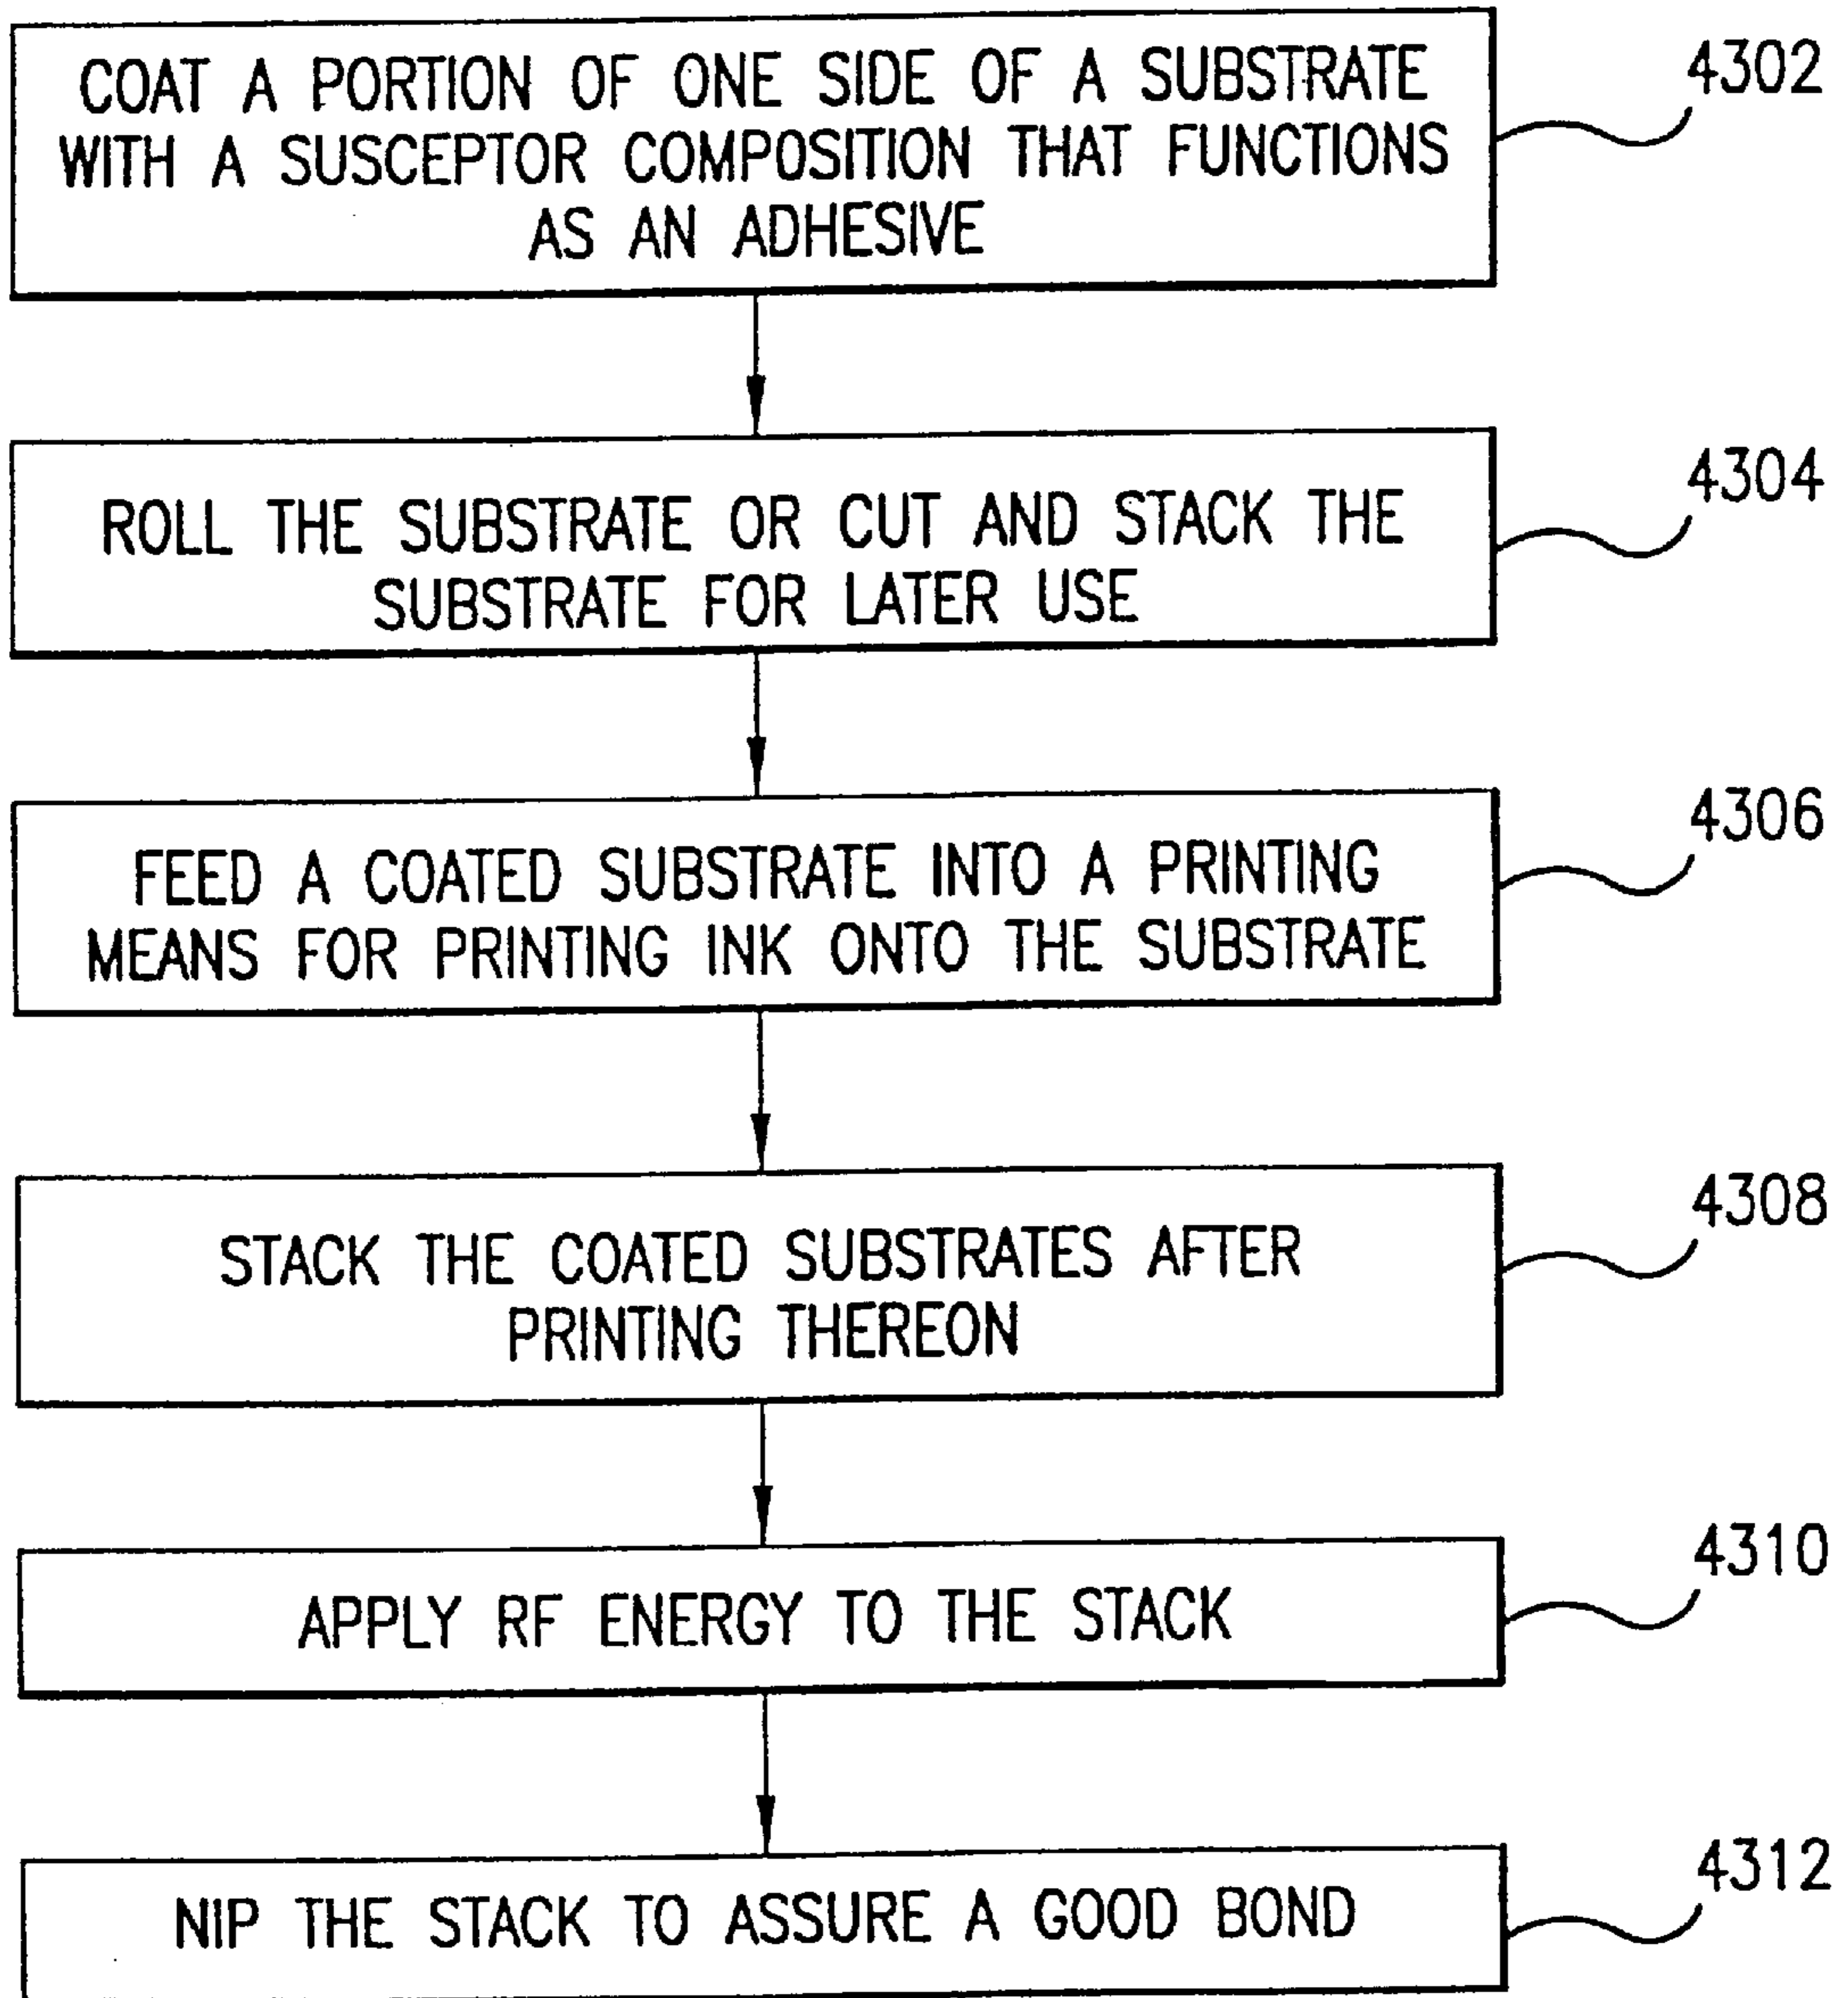 COAT A PORTION OF ONE SIDE OF A SUBSTRATE
WITH A SUSCEPTOR COMPOSITION THAT FUNCTIONS
AS AN ADHESIVE
4302
ROLL THE SUBSTRATE OR CUT AND STACK THE
SUBSTRATE FOR LATER USE
4304
FEED A COATED SUBSTRATE INTO A PRINTING
MEANS FOR PRINTING INK ONTO THE SUBSTRATE
4306
STACK THE COATED SUBSTRATES AFTER
PRINTING THEREON
4308
APPLY RF ENERGY TO THE STACK
4310
NIP THE STACK TO ASSURE A GOOD BOND
4312